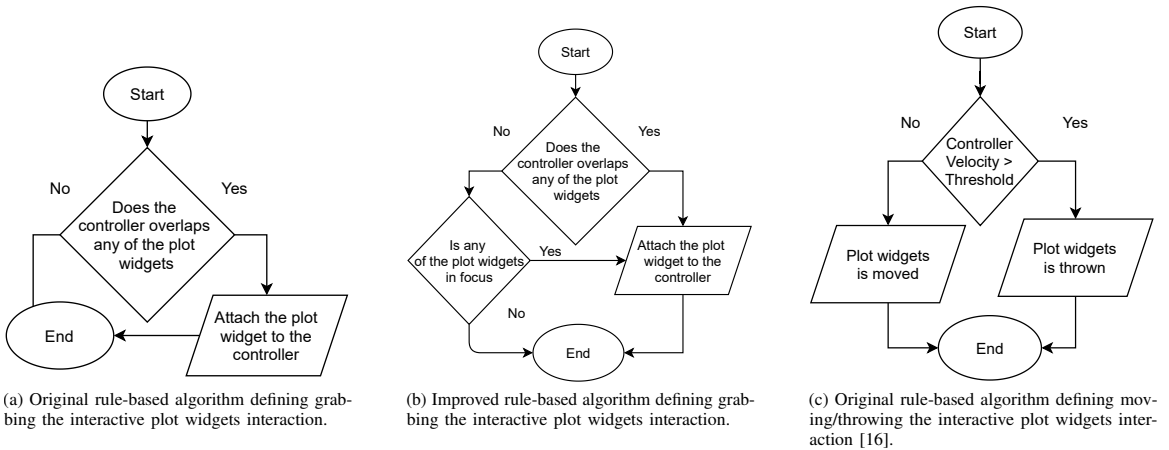 Start
No
Yes
Does the
controller overlaps
any of the plot
widgets
End
Attach the plot
widget to the
controller
(a) Original rule-based algorithm defining grab-
bing the interactive plot widgets interaction.
Start
No
Yes
Does the
controller overlaps
any of the plot
widgets
Is any
of the plot widgets
in focus
Yes
Attach the plot
widget to the
controller
No
End
(b) Improved rule-based algorithm defining grab-
bing the interactive plot widgets interaction.
Start
No
Yes
Controller
Velocity >
Threshold
Plot widgets
is moved
Plot widgets
is thrown
End
(c) Original rule-based algorithm defining mov-
ing/throwing the interactive plot widgets inter-
action [16].